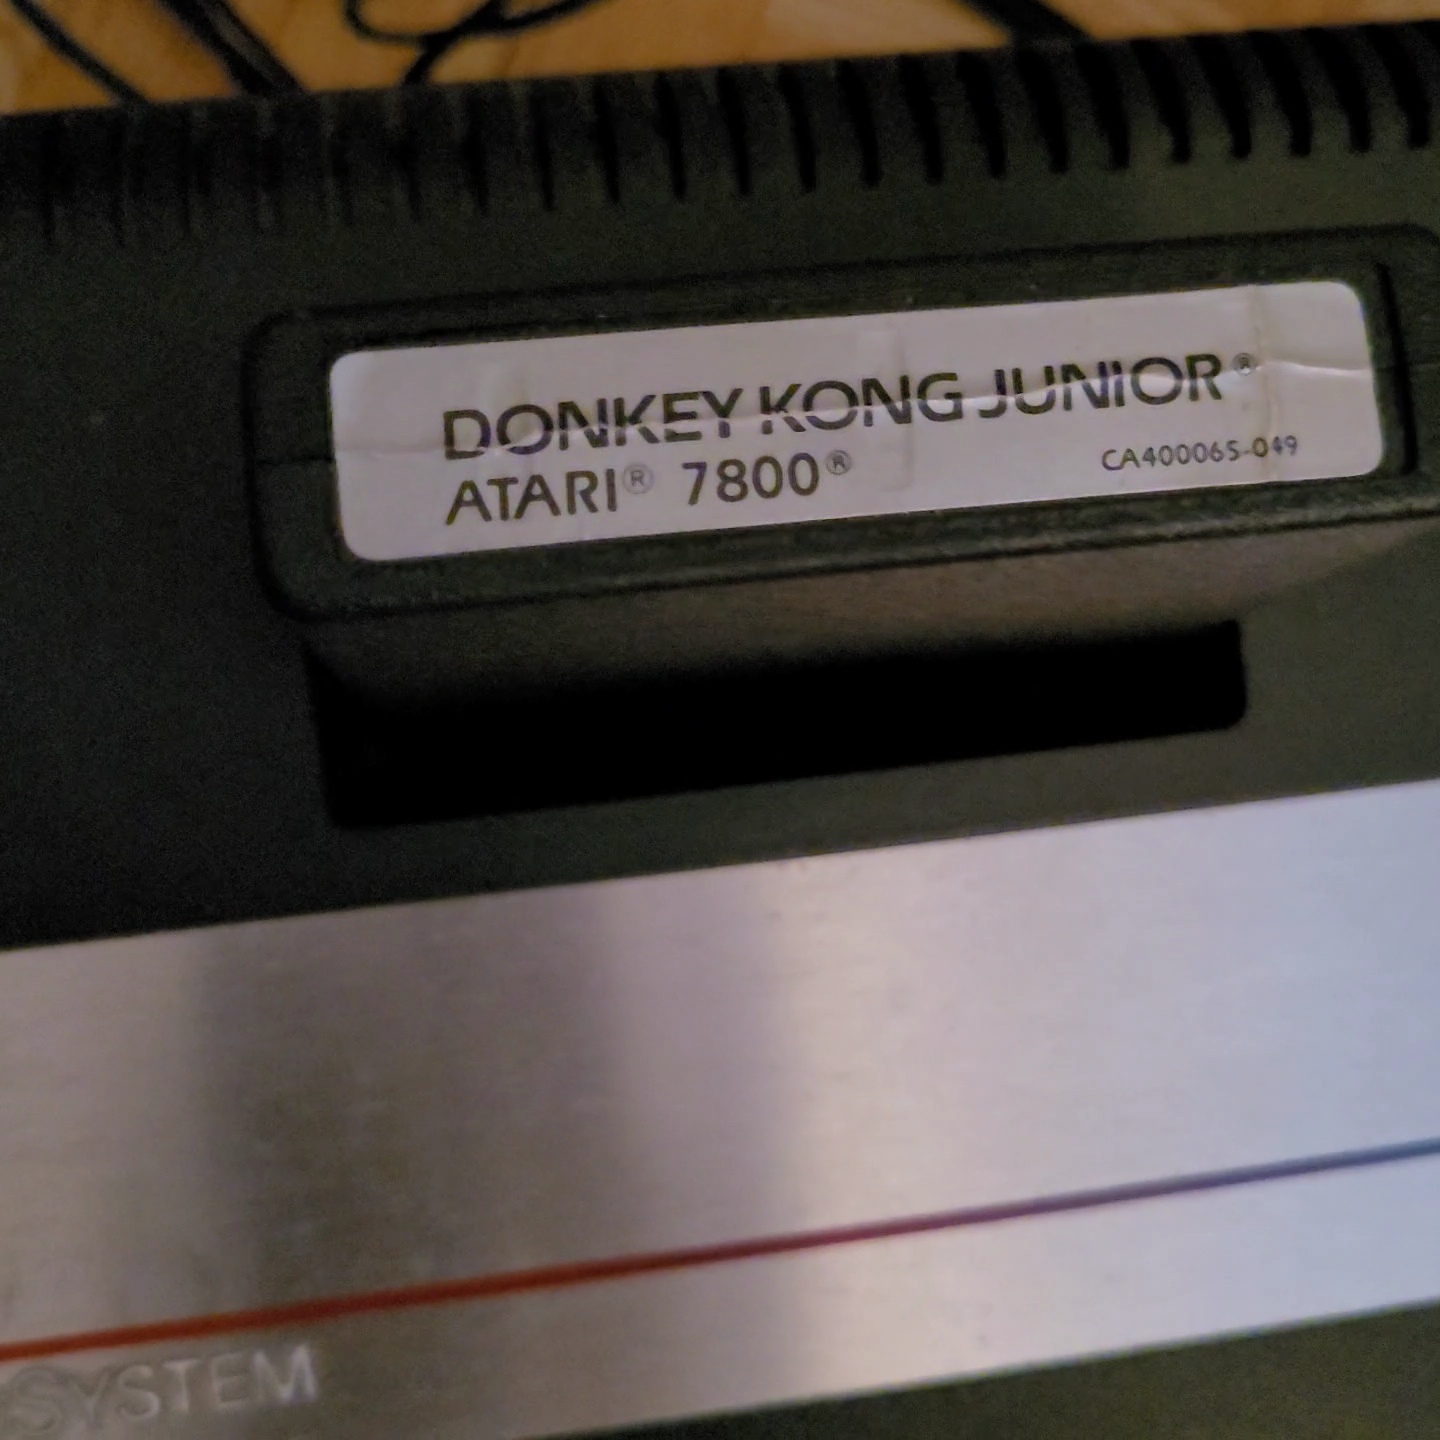 DONKEY KONG JUNIOR®
ATARI® 7800®
CA400065-049
SYSTEM